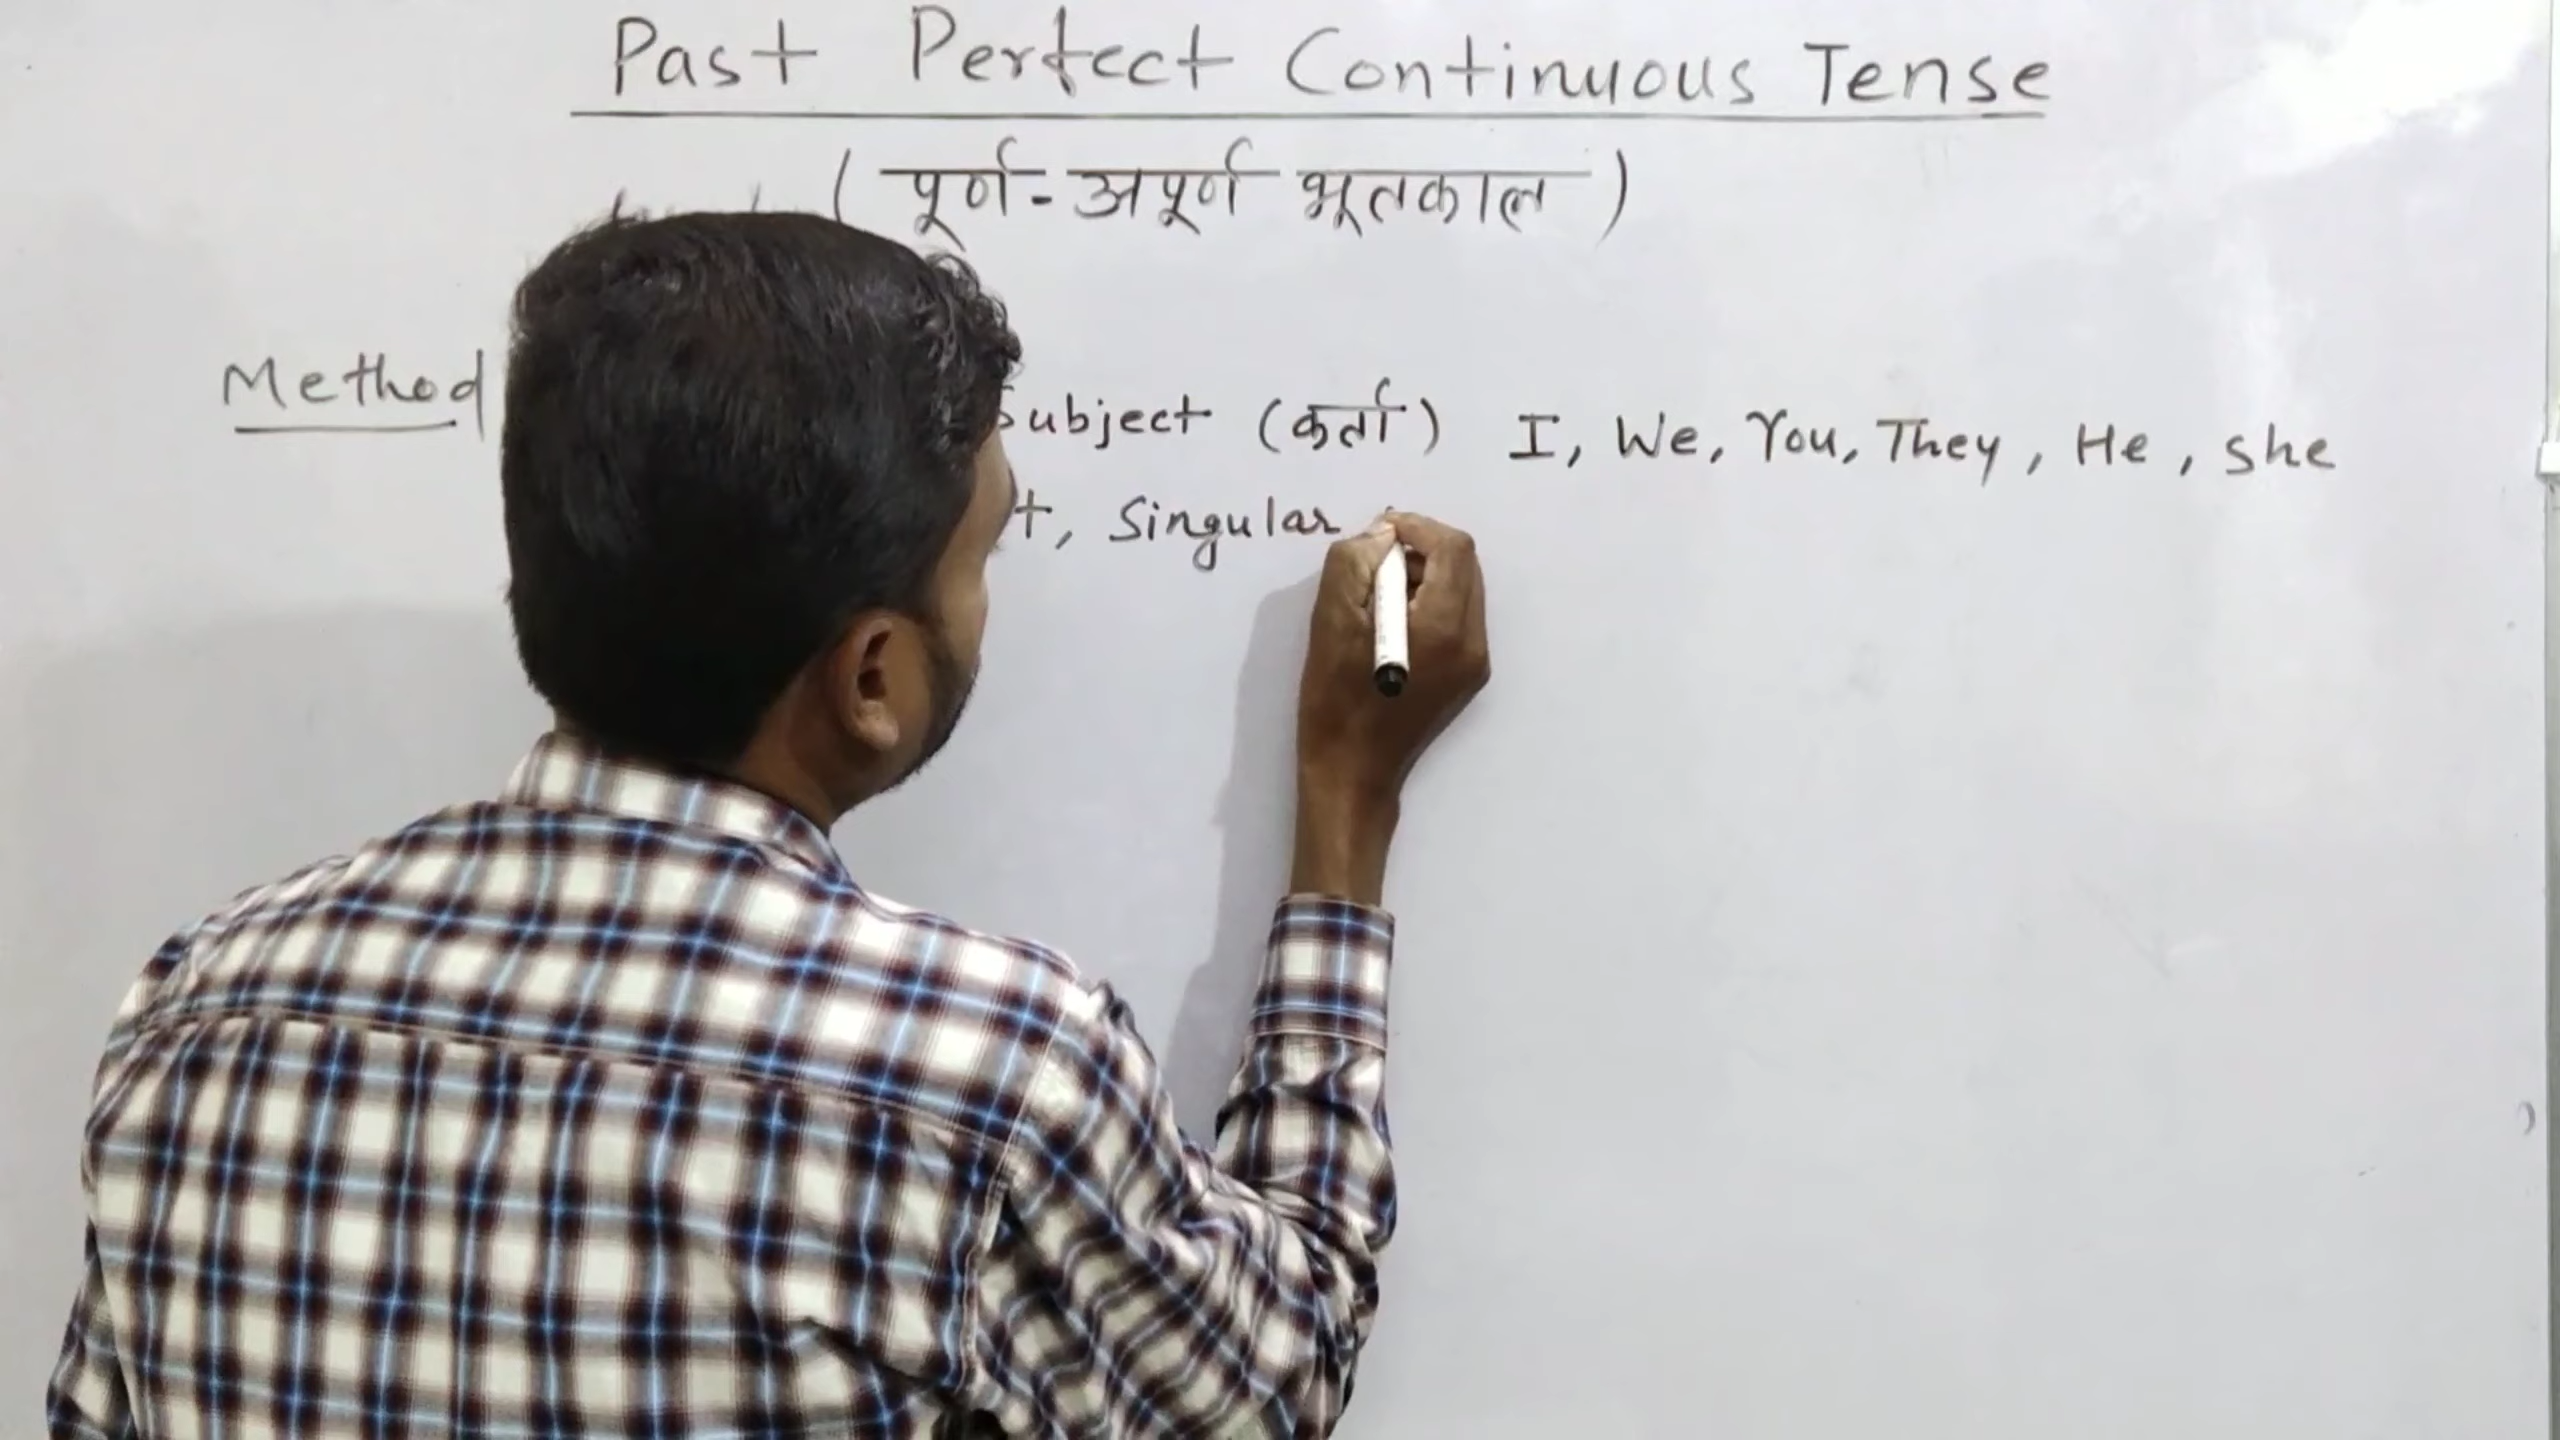 Past Perfect Continuous Tense
(पूर्ण-अपूर्ण भूतकाल)
Method
Subject (कर्ता) I, We, You, They, He, she
Singular